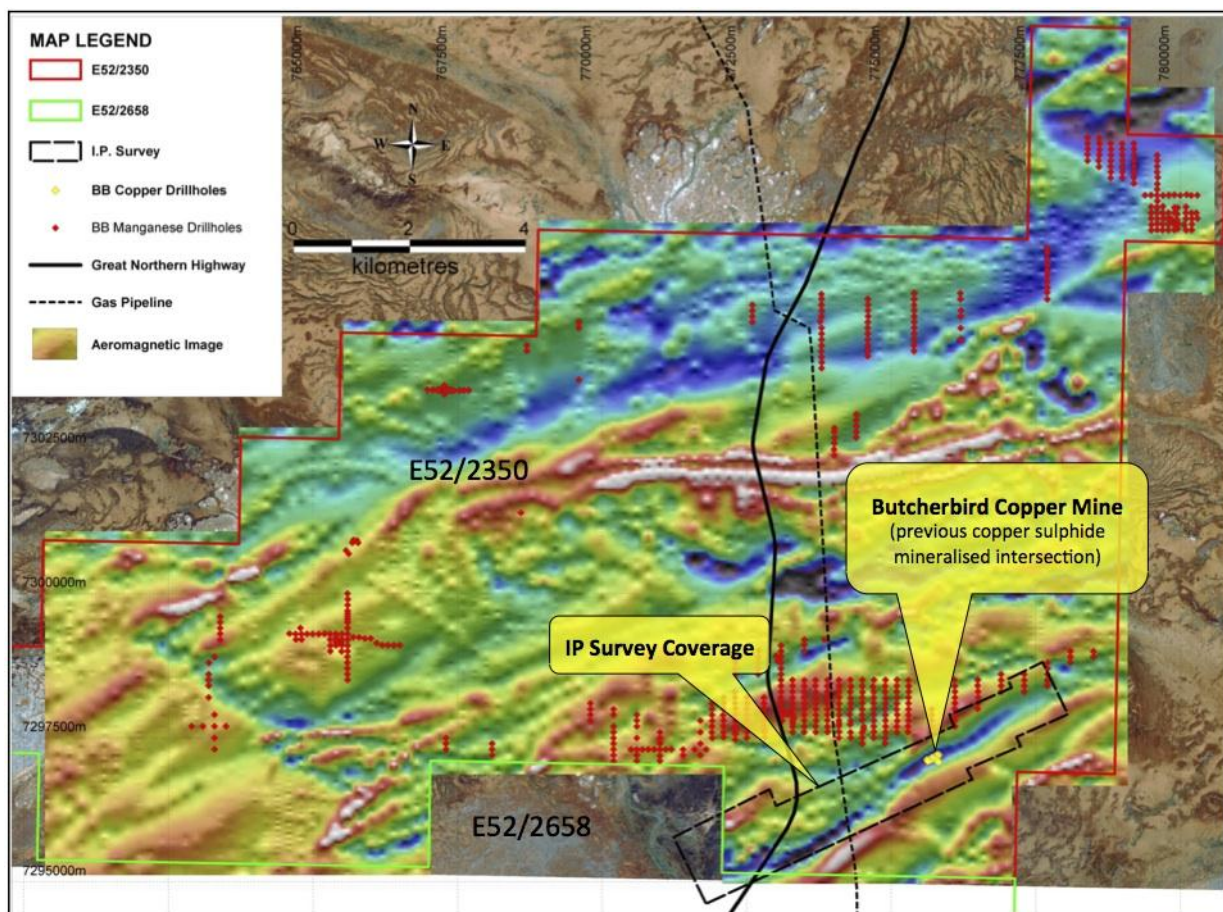 MAP LEGEND
E52/2350
E52/2658
I.P. Survey
BB Copper Drillholes
BB Manganese Drillholes
Great Northern Highway
Gas Pipeline
Aeromagnetic Image
765000m
767500m
770000m
772500m
775000m
777500m
780000m
N
W E
S
0 2 4
kilometres
7302500m
E52/2350
Butcherbird Copper Mine
(previous copper sulphide
mineralised intersection)
7300000m
IP Survey Coverage
7297500m
E52/2658
7295000m